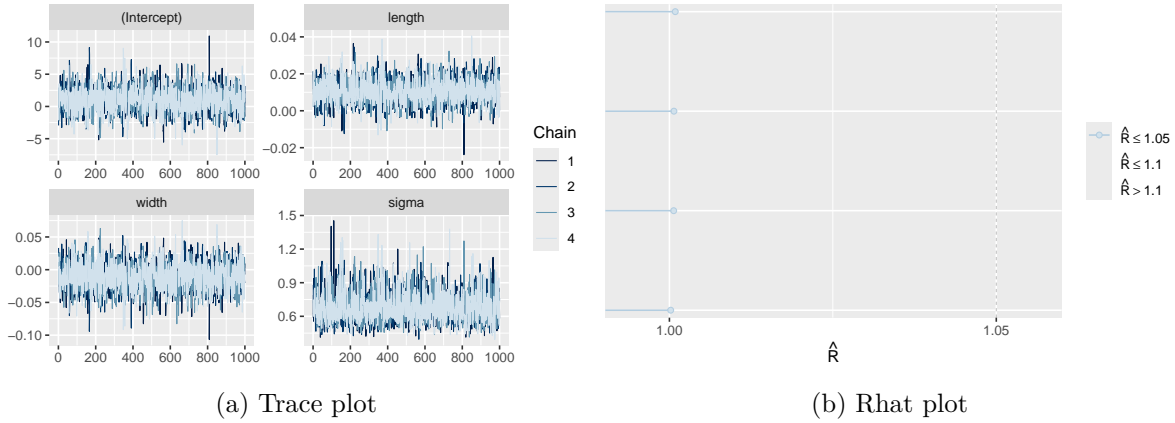 (Intercept)
length
10
5
0
−5
0.04
0.02
0.00
−0.02
0 200 400 600 800 1000
0 200 400 600 800 1000
width
sigma
0.05
0.00
−0.05
−0.10
1.5
1.2
0.9
0.6
0 200 400 600 800 1000
0 200 400 600 800 1000
Chain
1
2
3
4
(a) Trace plot
1.00
1.05
R̂
R̂ ≤ 1.05
R̂ ≤ 1.1
R̂ > 1.1
(b) Rhat plot